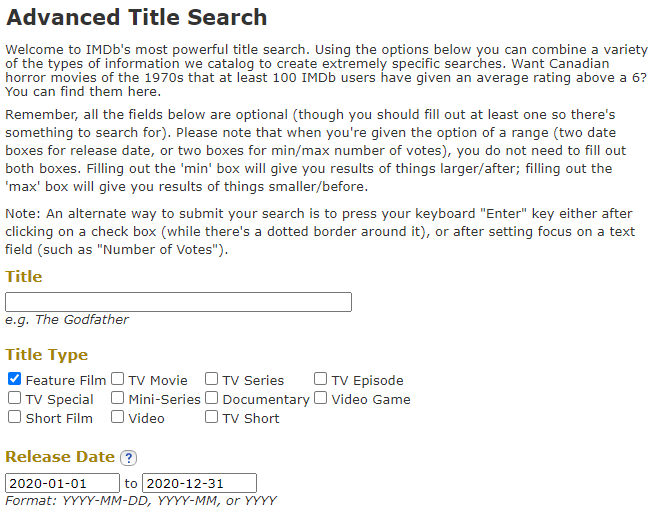 Advanced Title Search
Welcome to IMDb's most powerful title search. Using the options below you can combine a variety
of the types of information we catalog to create extremely specific searches. Want Canadian
horror movies of the 1970s that at least 100 IMDb users have given an average rating above a 6?
You can find them here.
Remember, all the fields below are optional (though you should fill out at least one so there's
something to search for). Please note that when you're given the option of a range (two date
boxes for release date, or two boxes for min/max number of votes), you do not need to fill out
both boxes. Filling out the 'min' box will give you results of things larger/after; filling out the
'max' box will give you results of things smaller/before.
Note: An alternate way to submit your search is to press your keyboard "Enter" key either after
clicking on a check box (while there's a dotted border around it), or after setting focus on a text
field (such as "Number of Votes").
Title
e.g. The Godfather
Title Type
Feature Film TV Movie TV Series TV Episode
TV Special Mini-Series Documentary Video Game
Short Film Video TV Short
Release Date ?
2020-01-01 to 2020-12-31
Format: YYYY-MM-DD, YYYY-MM, or YYYY